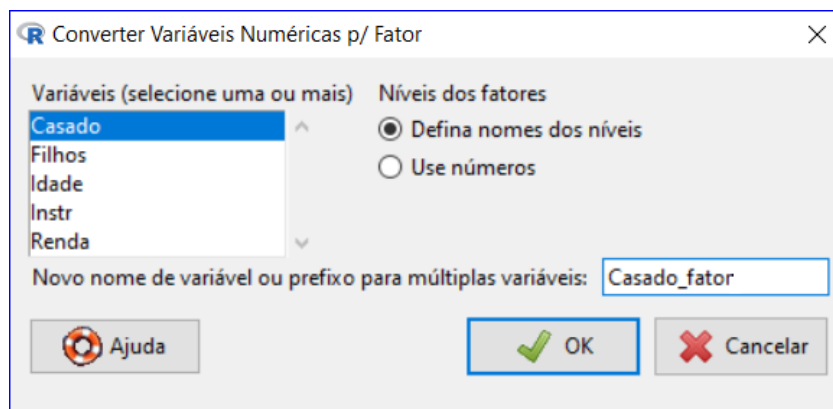 R Converter Variáveis Numéricas p/ Fator
Variáveis (selecione uma ou mais)
Casado
Filhos
Idade
Instr
Renda
Níveis dos fatores
Defina nomes dos níveis
Use números
Novo nome de variável ou prefixo para múltiplas variáveis: Casado_fator
Ajuda
OK
Cancelar